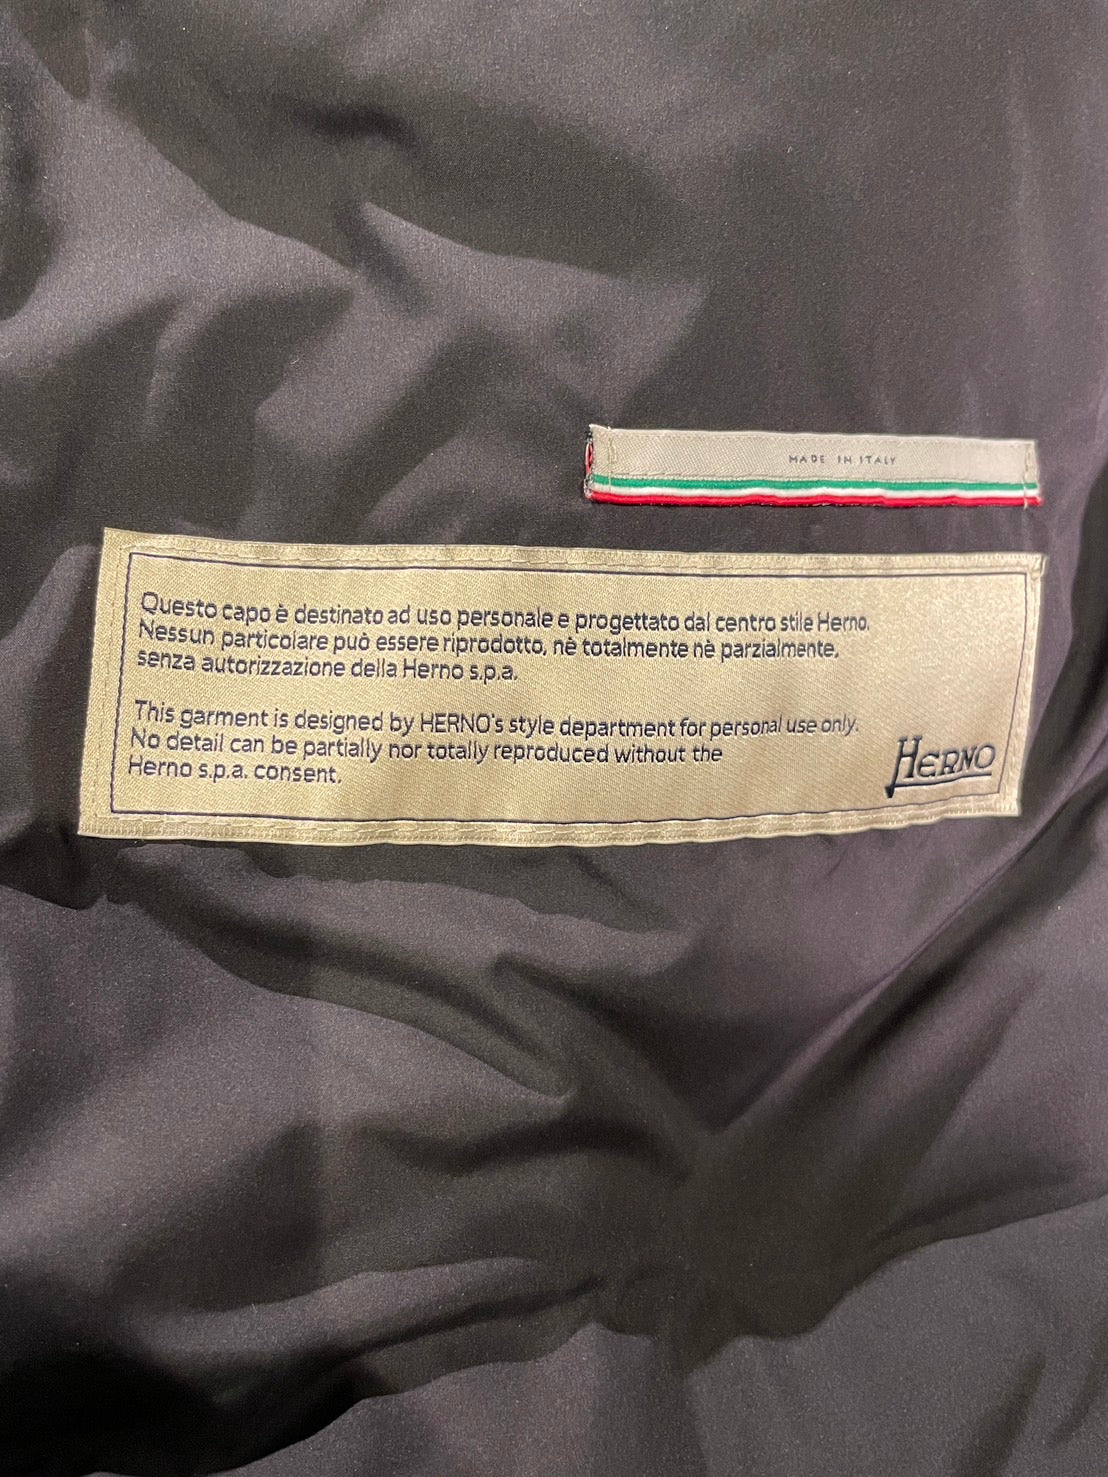 MADE IN ITALY
Questo capo è destinato ad uso personale e progettato dal centro stile Herno.
Nessun particolare può essere riprodotto, nè totalmente nè parzialmente,
senza autorizzazione della Herno s.p.a.
This garment is designed by HERNO's style department for personal use only.
No detail can be partially nor totally reproduced without the
Herno s.p.a. consent.
HERNO